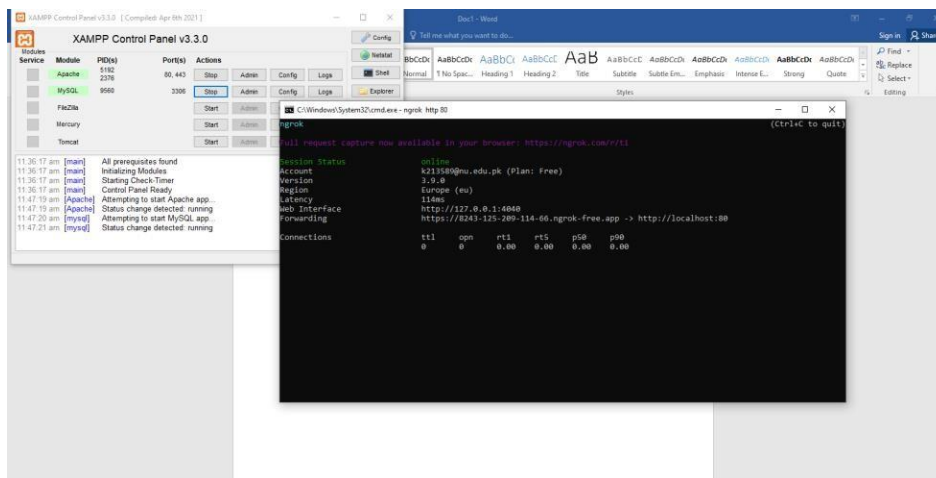 XAMPP Control Panel v3.3.0 [ Compiled: Apr 6th 2021 ]
XAMPP Control Panel v3.3.0
Config
Modules
Service Module PID(s) Port(s) Actions
Netstat
Apache 5192 2376 80, 443 Stop Admin Config Logs
Shell
MySQL 9560 3306 Stop Admin Config Logs
Explorer
FileZilla Start Admin
Mercury Start Admin
Tomcat Start Admin
11:36:17 am [main] All prerequisites found
11:36:17 am [main] Initializing Modules
11:36:17 am [main] Starting Check-Timer
11:36:17 am [main] Control Panel Ready
11:47:19 am [Apache] Attempting to start Apache app...
11:47:19 am [Apache] Status change detected: running
11:47:20 am [mysql] Attempting to start MySQL app...
11:47:21 am [mysql] Status change detected: running
Doc1 - Word
Tell me what you want to do...
Sign in Shar
BbCcDc AaBbCcDc AaBbCc AaBbCcC AaB AaBbCcC AaBbCcDc AaBbCcDc AaBbCcDc AaBbCcDc AaBbCcDc
Normal ¶ No Spac... Heading 1 Heading 2 Title Subtitle Subtle Em... Emphasis Intense E... Strong Quote
Find
Replace
Select
Styles
Editing
C:\Windows\System32\cmd.exe - ngrok http 80
ngrok (Ctrl+C to quit)
Full request capture now available in your browser: https://ngrok.com/r/ti
Session Status online
Account k213589@nu.edu.pk (Plan: Free)
Version 3.9.0
Region Europe (eu)
Latency 114ms
Web Interface http://127.0.0.1:4040
Forwarding https://8243-125-209-114-66.ngrok-free.app -> http://localhost:80
Connections ttl opn rt1 rt5 p50 p90
0 0 0.00 0.00 0.00 0.00